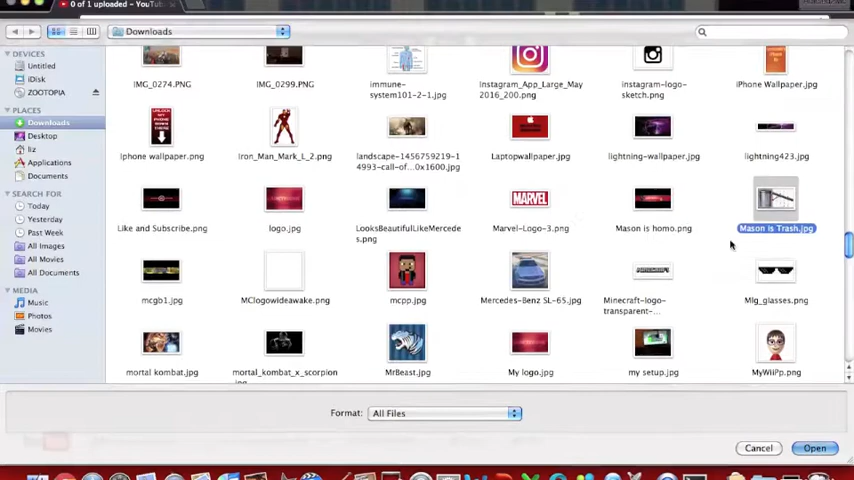 0 of 1 uploaded - YouTube
Downloads
DEVICES
Untitled
iDisk
ZOOTOPIA
PLACES
Downloads
Desktop
liz
Applications
Documents
SEARCH FOR
Today
Yesterday
Past Week
All Images
All Movies
All Documents
MEDIA
Music
Photos
Movies
IMG_0274.PNG
IMG_0299.PNG
immune-
system101-2-1.jpg
Instagram_App_Large_May
2016_200.png
instagram-logo-
sketch.png
iPhone Wallpaper.jpg
Iphone wallpaper.png
Iron_Man_Mark_L_2.png
landscape-1456759219-1
4993-call-of...0x1600.jpg
Laptopwallpaper.jpg
lightning-wallpaper.jpg
lightning423.jpg
Like and Subscribe.png
logo.jpg
LooksBeautifulLikeMercede
s.png
MARVEL
Marvel-Logo-3.png
Mason is homo.png
Mason is Trash.jpg
mcgb1.jpg
MClogowideawake.png
mcpp.jpg
Mercedes-Benz SL-65.jpg
MINECRAFT
Minecraft-logo-
transparent-...
Mlg_glasses.png
mortal kombat.jpg
mortal_kombat_x_scorpion
.jpg
MrBeast.jpg
My logo.jpg
my setup.jpg
MyWiiPp.png
Format:
All Files
Cancel
Open